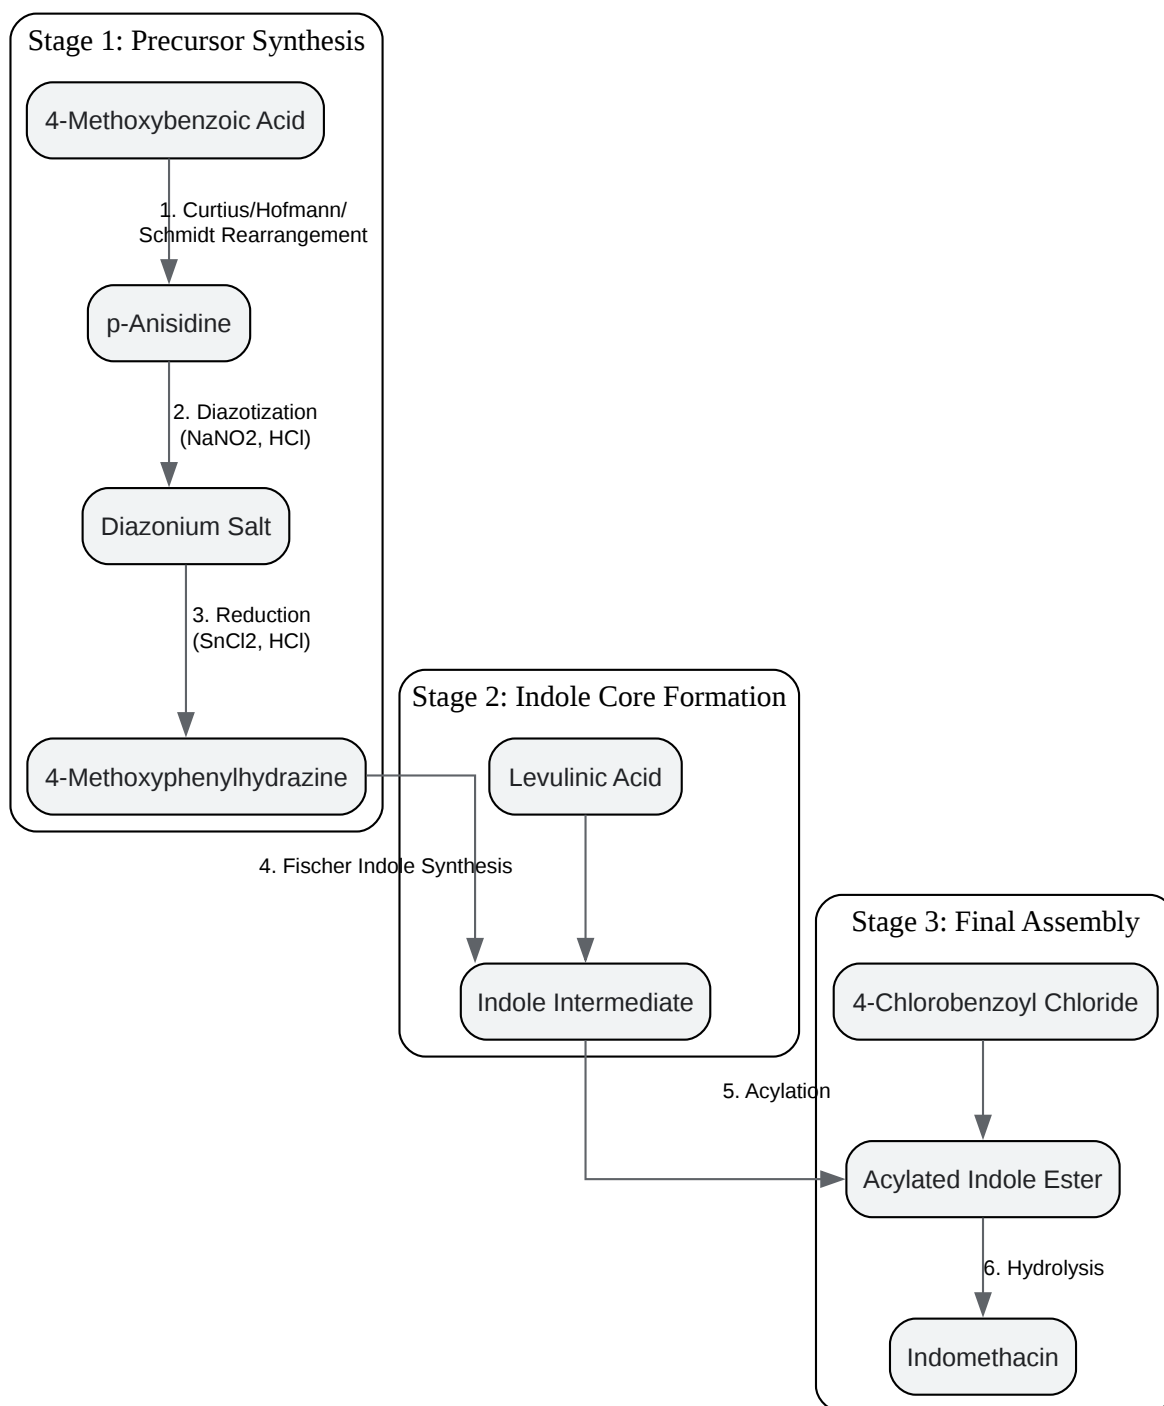 Stage 1: Precursor Synthesis
4-Methoxybenzoic Acid
1. Curtius/Hofmann/
Schmidt Rearrangement
p-Anisidine
2. Diazotization
(NaNO2, HCl)
Diazonium Salt
3. Reduction
(SnCl2, HCl)
4-Methoxyphenylhydrazine
Stage 2: Indole Core Formation
Levulinic Acid
4. Fischer Indole Synthesis
Indole Intermediate
Stage 3: Final Assembly
4-Chlorobenzoyl Chloride
5. Acylation
Acylated Indole Ester
6. Hydrolysis
Indomethacin